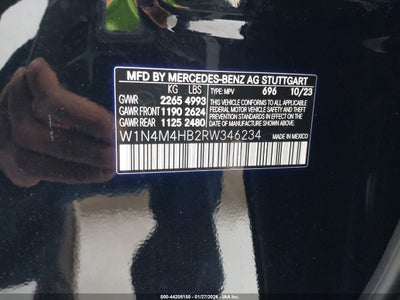 MFD BY MERCEDES-BENZ AG STUTTGART
KG LBS TYPE: MPV 696 10/23
GVWR 2265 4993 THIS VEHICLE CONFORMS TO ALL APPLICABLE
GAWR FRONT 1190 2624 FEDERAL MOTOR VEHICLE SAFETY AND
GAWR REAR 1125 2480 THEFT PREVENTION STANDARDS IN EFFECT
ON THE DATE OF MANUFACTURE SHOWN ABOVE.
W1N4M4HB2RW346234 MADE IN MEXICO
000-44208150 - 01/27/2024 - IAA Inc.